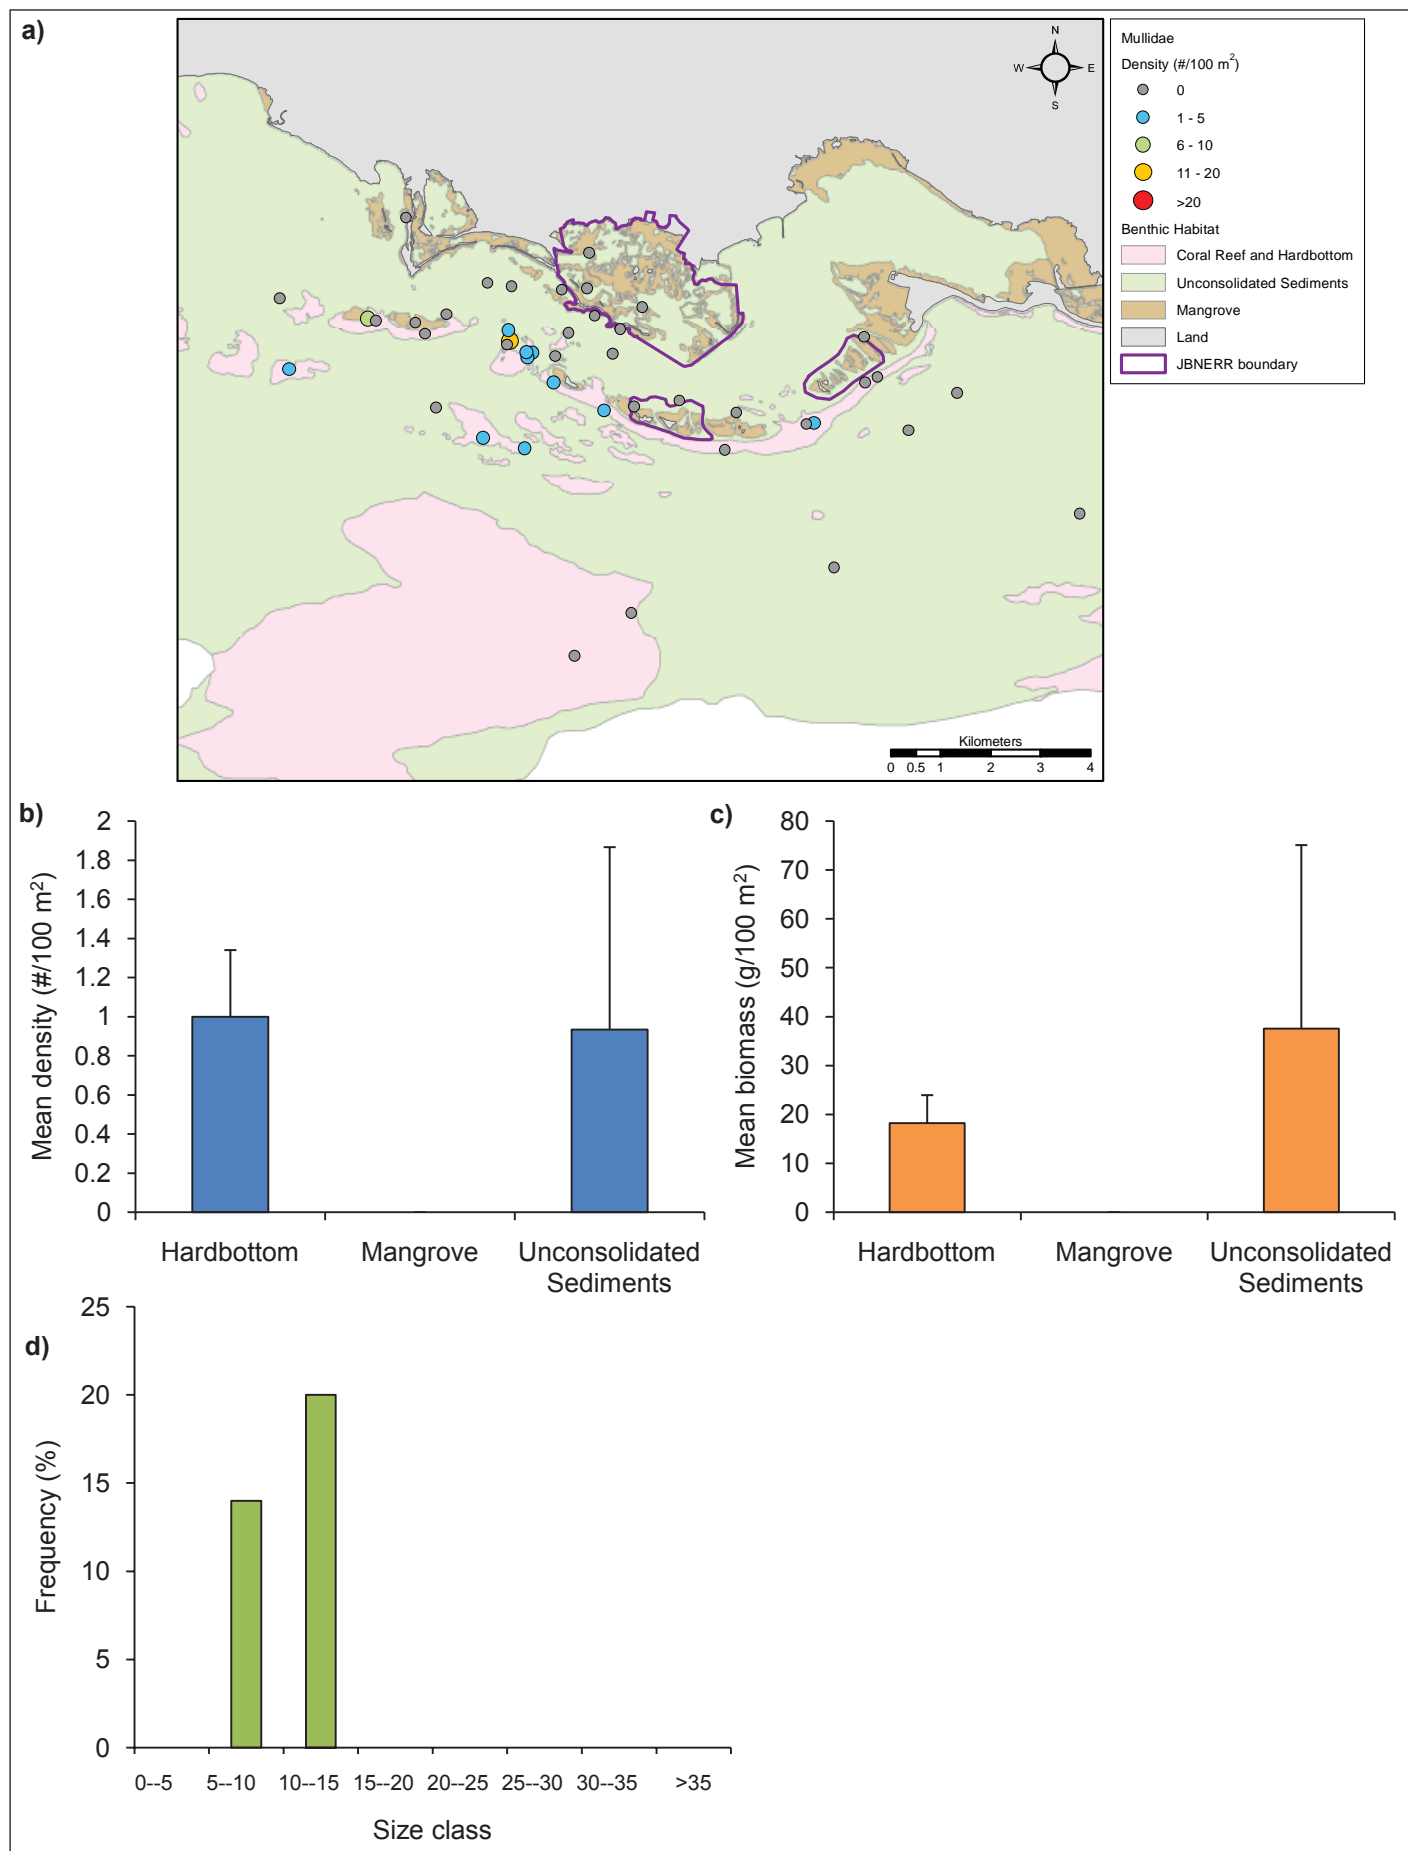 a)
N
W E
S
Mullidae
Density (#/100 m²)
0
1 - 5
6 - 10
11 - 20
>20
Benthic Habitat
Coral Reef and Hardbottom
Unconsolidated Sediments
Mangrove
Land
JBNERR boundary
Kilometers
0 0.5 1 2 3 4
b)
Mean density (#/100 m²)
2
1.8
1.6
1.4
1.2
1
0.8
0.6
0.4
0.2
0
Hardbottom Mangrove Unconsolidated
Sediments
c)
Mean biomass (g/100 m²)
80
70
60
50
40
30
20
10
0
Hardbottom Mangrove Unconsolidated
Sediments
d)
Frequency (%)
25
20
15
10
5
0
0--5 5--10 10--15 15--20 20--25 25--30 30--35 >35
Size class